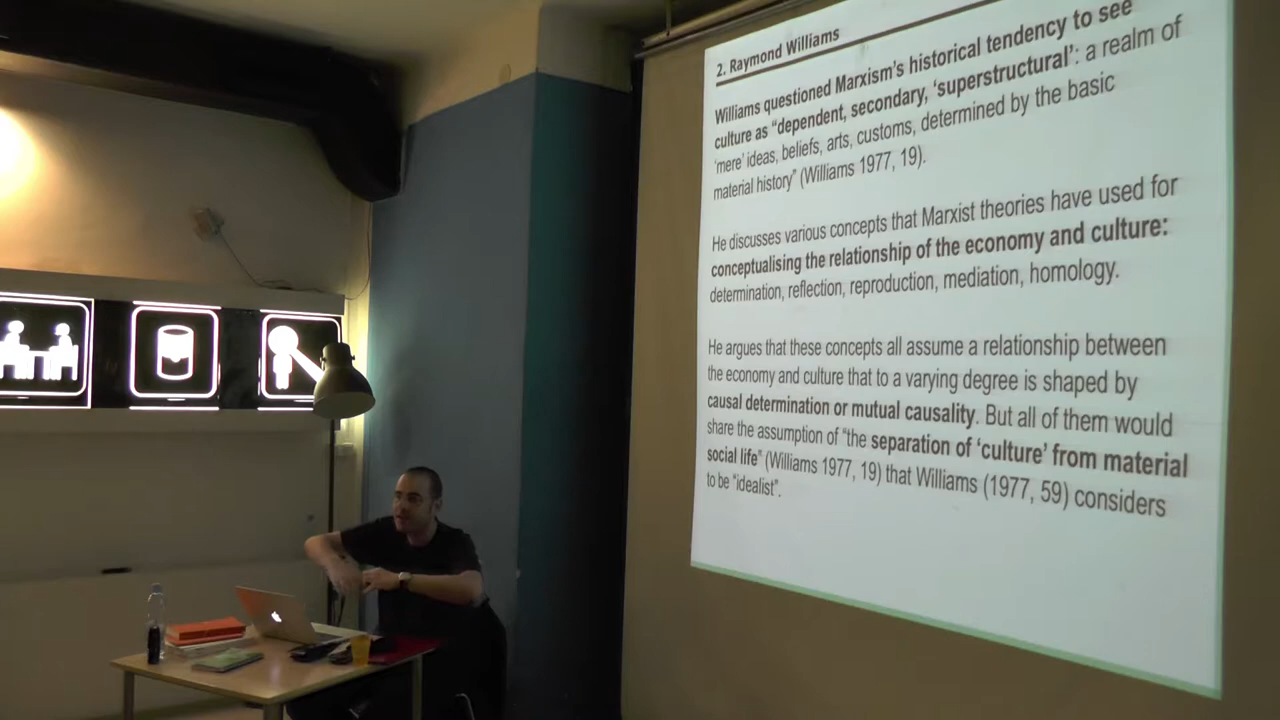 2. Raymond Williams
Williams questioned Marxism's historical tendency to see
culture as "dependent, secondary, 'superstructural': a realm of
'mere' ideas, beliefs, arts, customs, determined by the basic
material history" (Williams 1977, 19).
He discusses various concepts that Marxist theories have used for
conceptualising the relationship of the economy and culture:
determination, reflection, reproduction, mediation, homology.
He argues that these concepts all assume a relationship between
the economy and culture that to a varying degree is shaped by
causal determination or mutual causality. But all of them would
share the assumption of "the separation of 'culture' from material
social life" (Williams 1977, 19) that Williams (1977, 59) considers
to be "idealist".